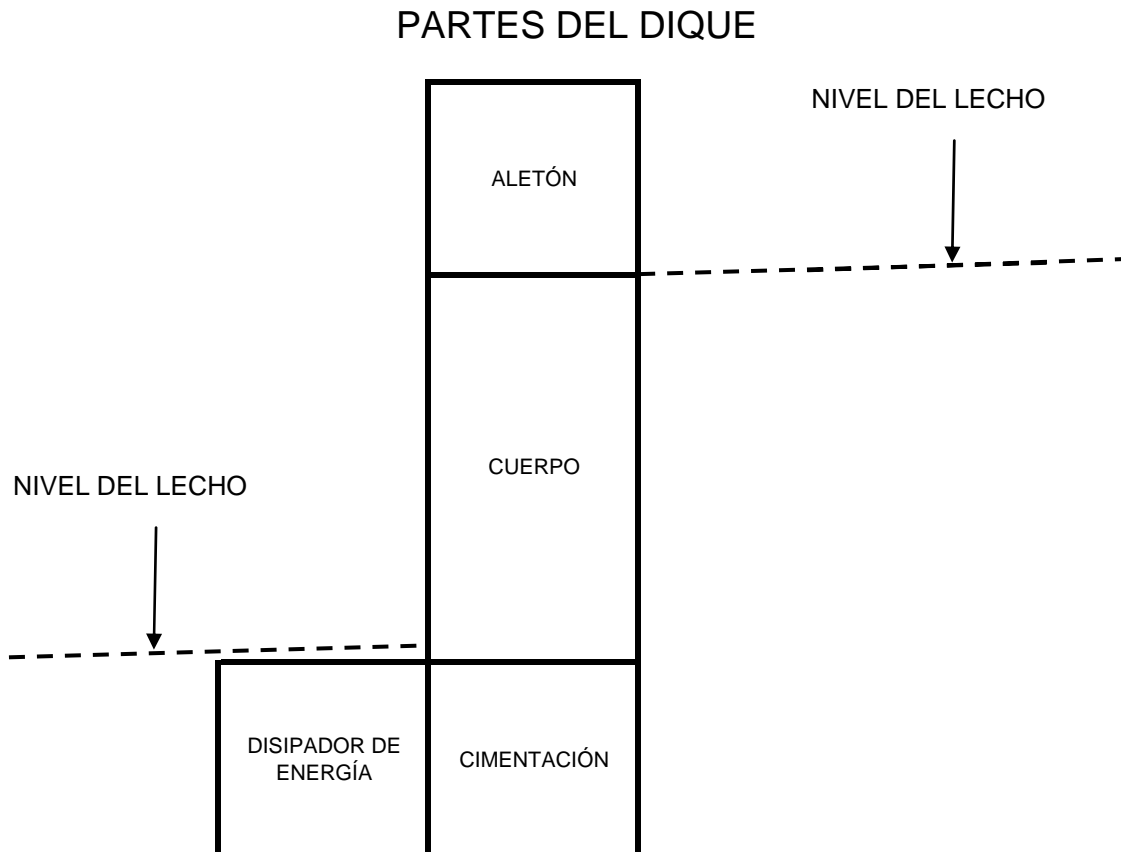 PARTES DEL DIQUE
NIVEL DEL LECHO
ALETÓN
CUERPO
NIVEL DEL LECHO
DISIPADOR DE
ENERGÍA
CIMENTACIÓN